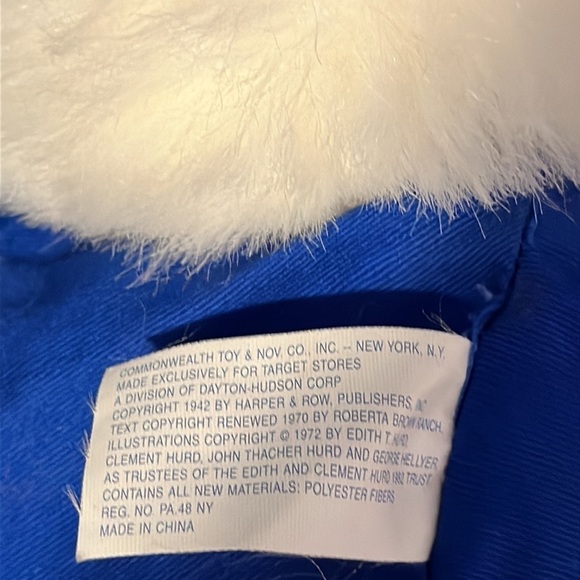 COMMONWEALTH TOY & NOV. CO., INC. – NEW YORK, N.Y.
MADE EXCLUSIVELY FOR TARGET STORES
A DIVISION OF DAYTON-HUDSON CORP
COPYRIGHT 1942 BY HARPER & ROW, PUBLISHERS,
TEXT COPYRIGHT RENEWED 1970 BY ROBERTA BROWN RANCH.
ILLUSTRATIONS COPYRIGHT © 1972 BY EDITH T. HURD,
CLEMENT HURD, JOHN THACHER HURD AND GEORGE HELLYER
AS TRUSTEES OF THE EDITH AND CLEMENT HURD 1982 TRUST
CONTAINS ALL NEW MATERIALS: POLYESTER FIBERS
REG. NO. PA.48 NY
MADE IN CHINA